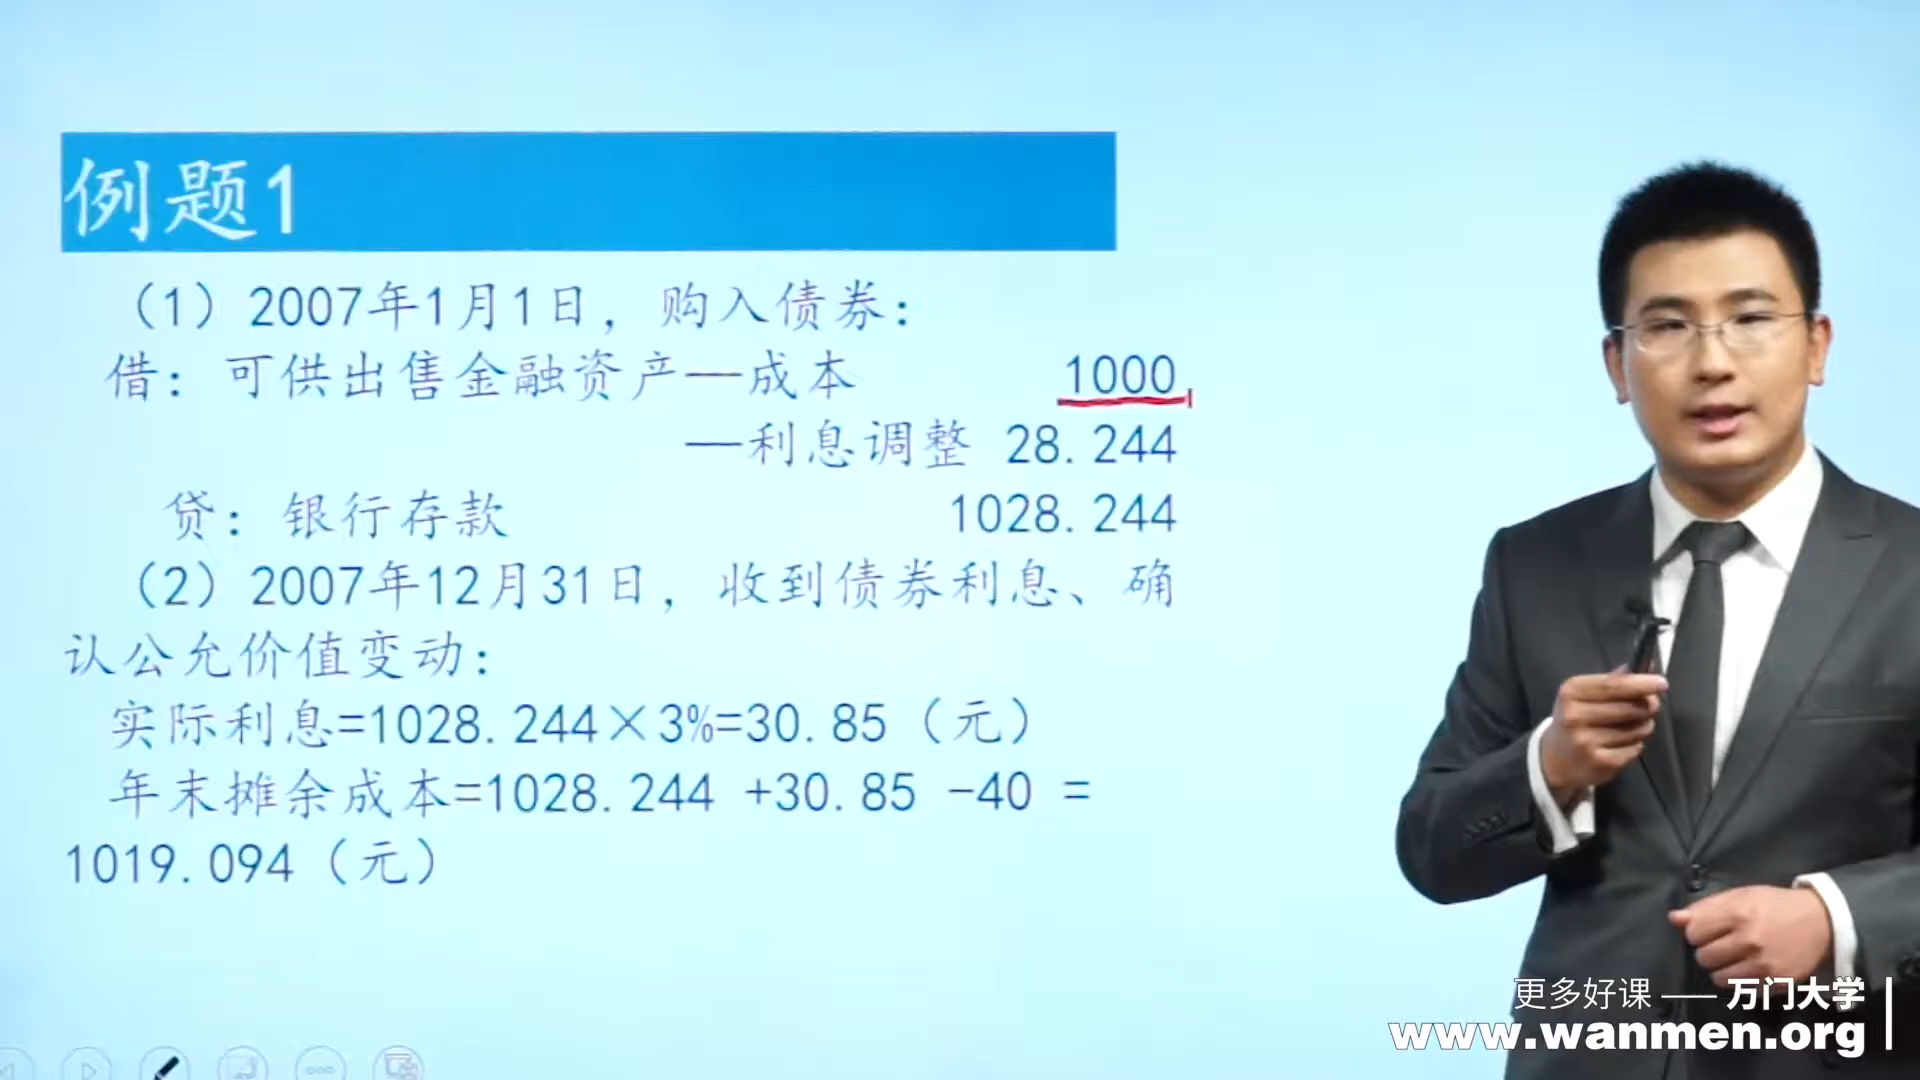 例题1
（1）2007年1月1日，购入债券：
借：可供出售金融资产—成本 1000
—利息调整 28.244
贷：银行存款 1028.244
（2）2007年12月31日，收到债券利息、确
认公允价值变动：
实际利息=1028.244×3%=30.85（元）
年末摊余成本=1028.244 +30.85 -40 =
1019.094（元）
更多好课 —— 万门大学
www.wanmen.org